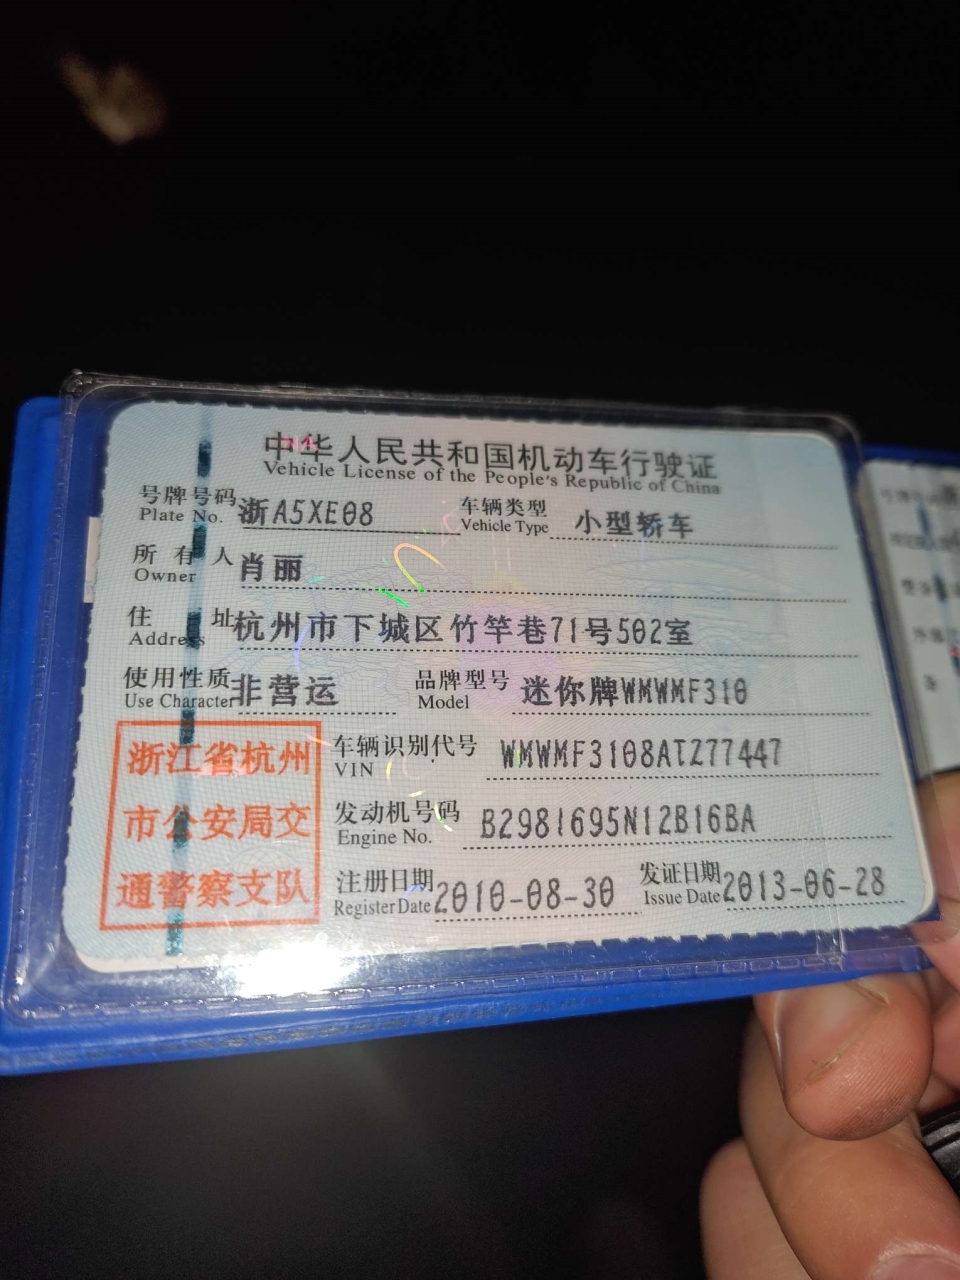 中华人民共和国机动车行驶证
Vehicle License of the People's Republic of China
号牌号码 浙A5XE08 车辆类型 小型轿车
Plate No. Vehicle Type
所有人 肖丽
Owner
住址 杭州市下城区竹竿巷71号502室
Address
使用性质 非营运 品牌型号 迷你牌WMWMF310
Use Character Model
浙江省杭州
市公安局交
通警察支队
车辆识别代号 WMWMF3108ATZ77447
VIN
发动机号码 B2981695N12B16BA
Engine No.
注册日期 2010-08-30 发证日期 2013-06-28
Register Date Issue Date